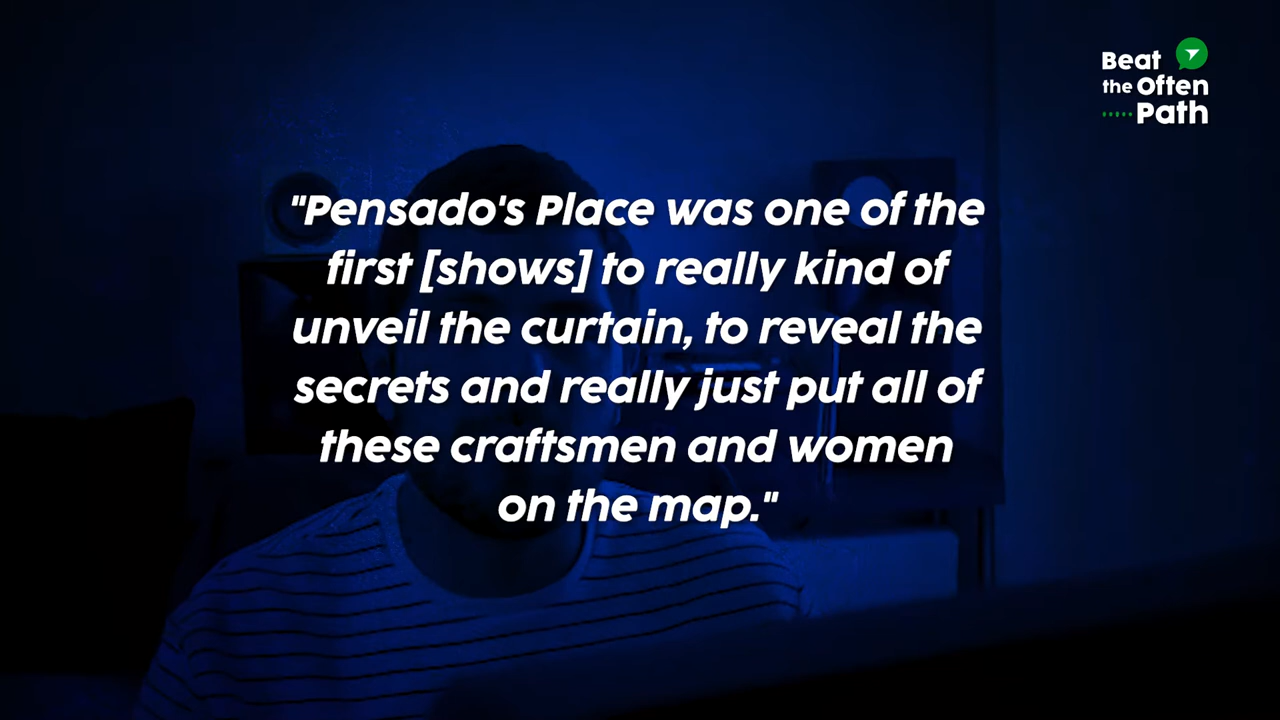 Beat
the Often
Path
"Pensado's Place was one of the
first [shows] to really kind of
unveil the curtain, to reveal the
secrets and really just put all of
these craftsmen and women
on the map."